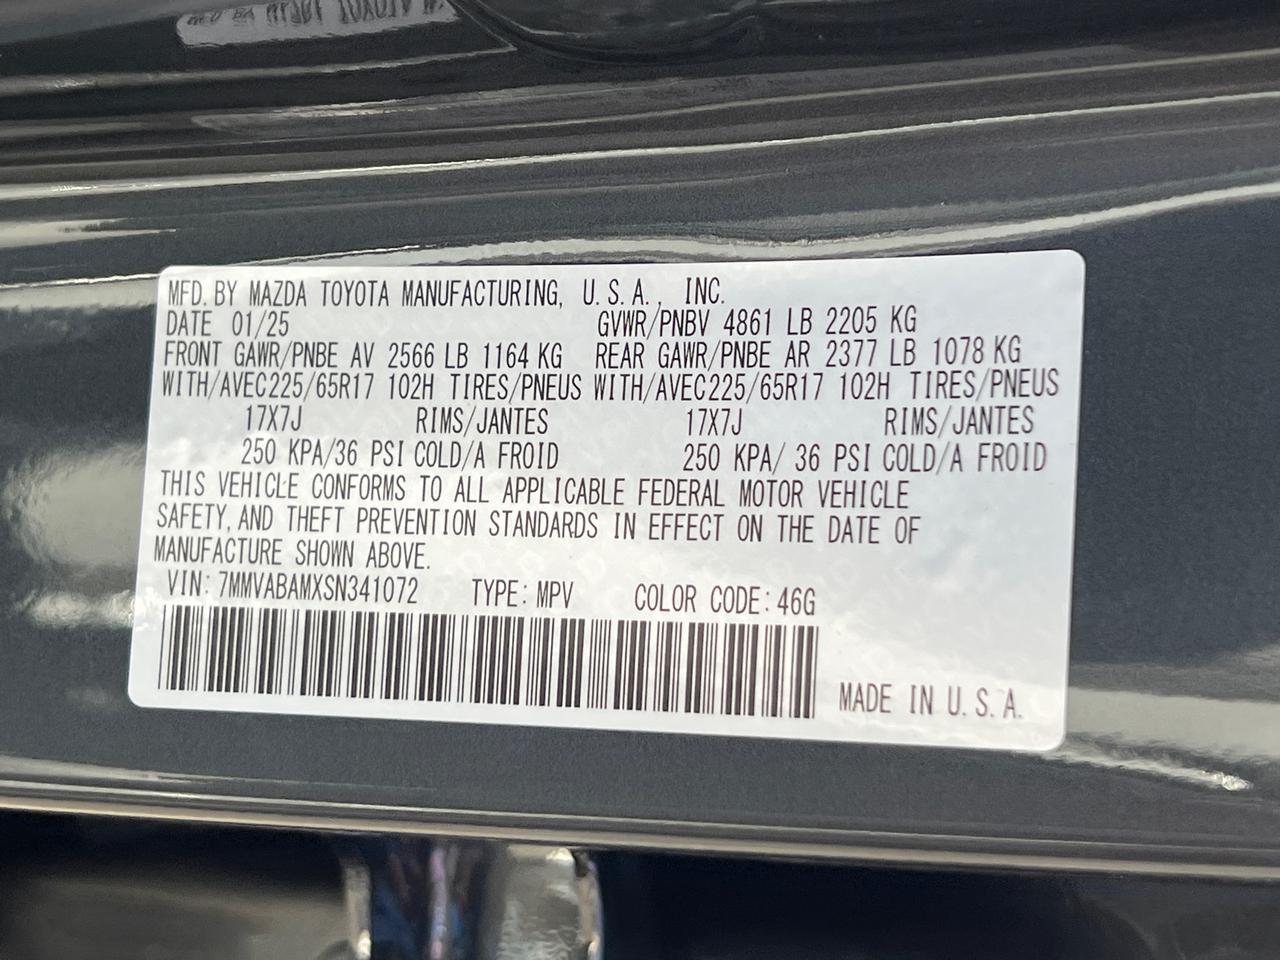 MFD. BY MAZDA TOYOTA MANUFACTURING, U.S.A., INC.
DATE 01/25 GVWR/PNBV 4861 LB 2205 KG
FRONT GAWR/PNBE AV 2566 LB 1164 KG REAR GAWR/PNBE AR 2377 LB 1078 KG
WITH/AVEC225/65R17 102H TIRES/PNEUS WITH/AVEC225/65R17 102H TIRES/PNEUS
17X7J RIMS/JANTES 17X7J RIMS/JANTES
250 KPA/36 PSI COLD/A FROID 250 KPA/ 36 PSI COLD/A FROID
THIS VEHICLE CONFORMS TO ALL APPLICABLE FEDERAL MOTOR VEHICLE
SAFETY, AND THEFT PREVENTION STANDARDS IN EFFECT ON THE DATE OF
MANUFACTURE SHOWN ABOVE.
VIN: 7MMVABAMXSN341072 TYPE: MPV COLOR CODE: 46G
MADE IN U.S.A.